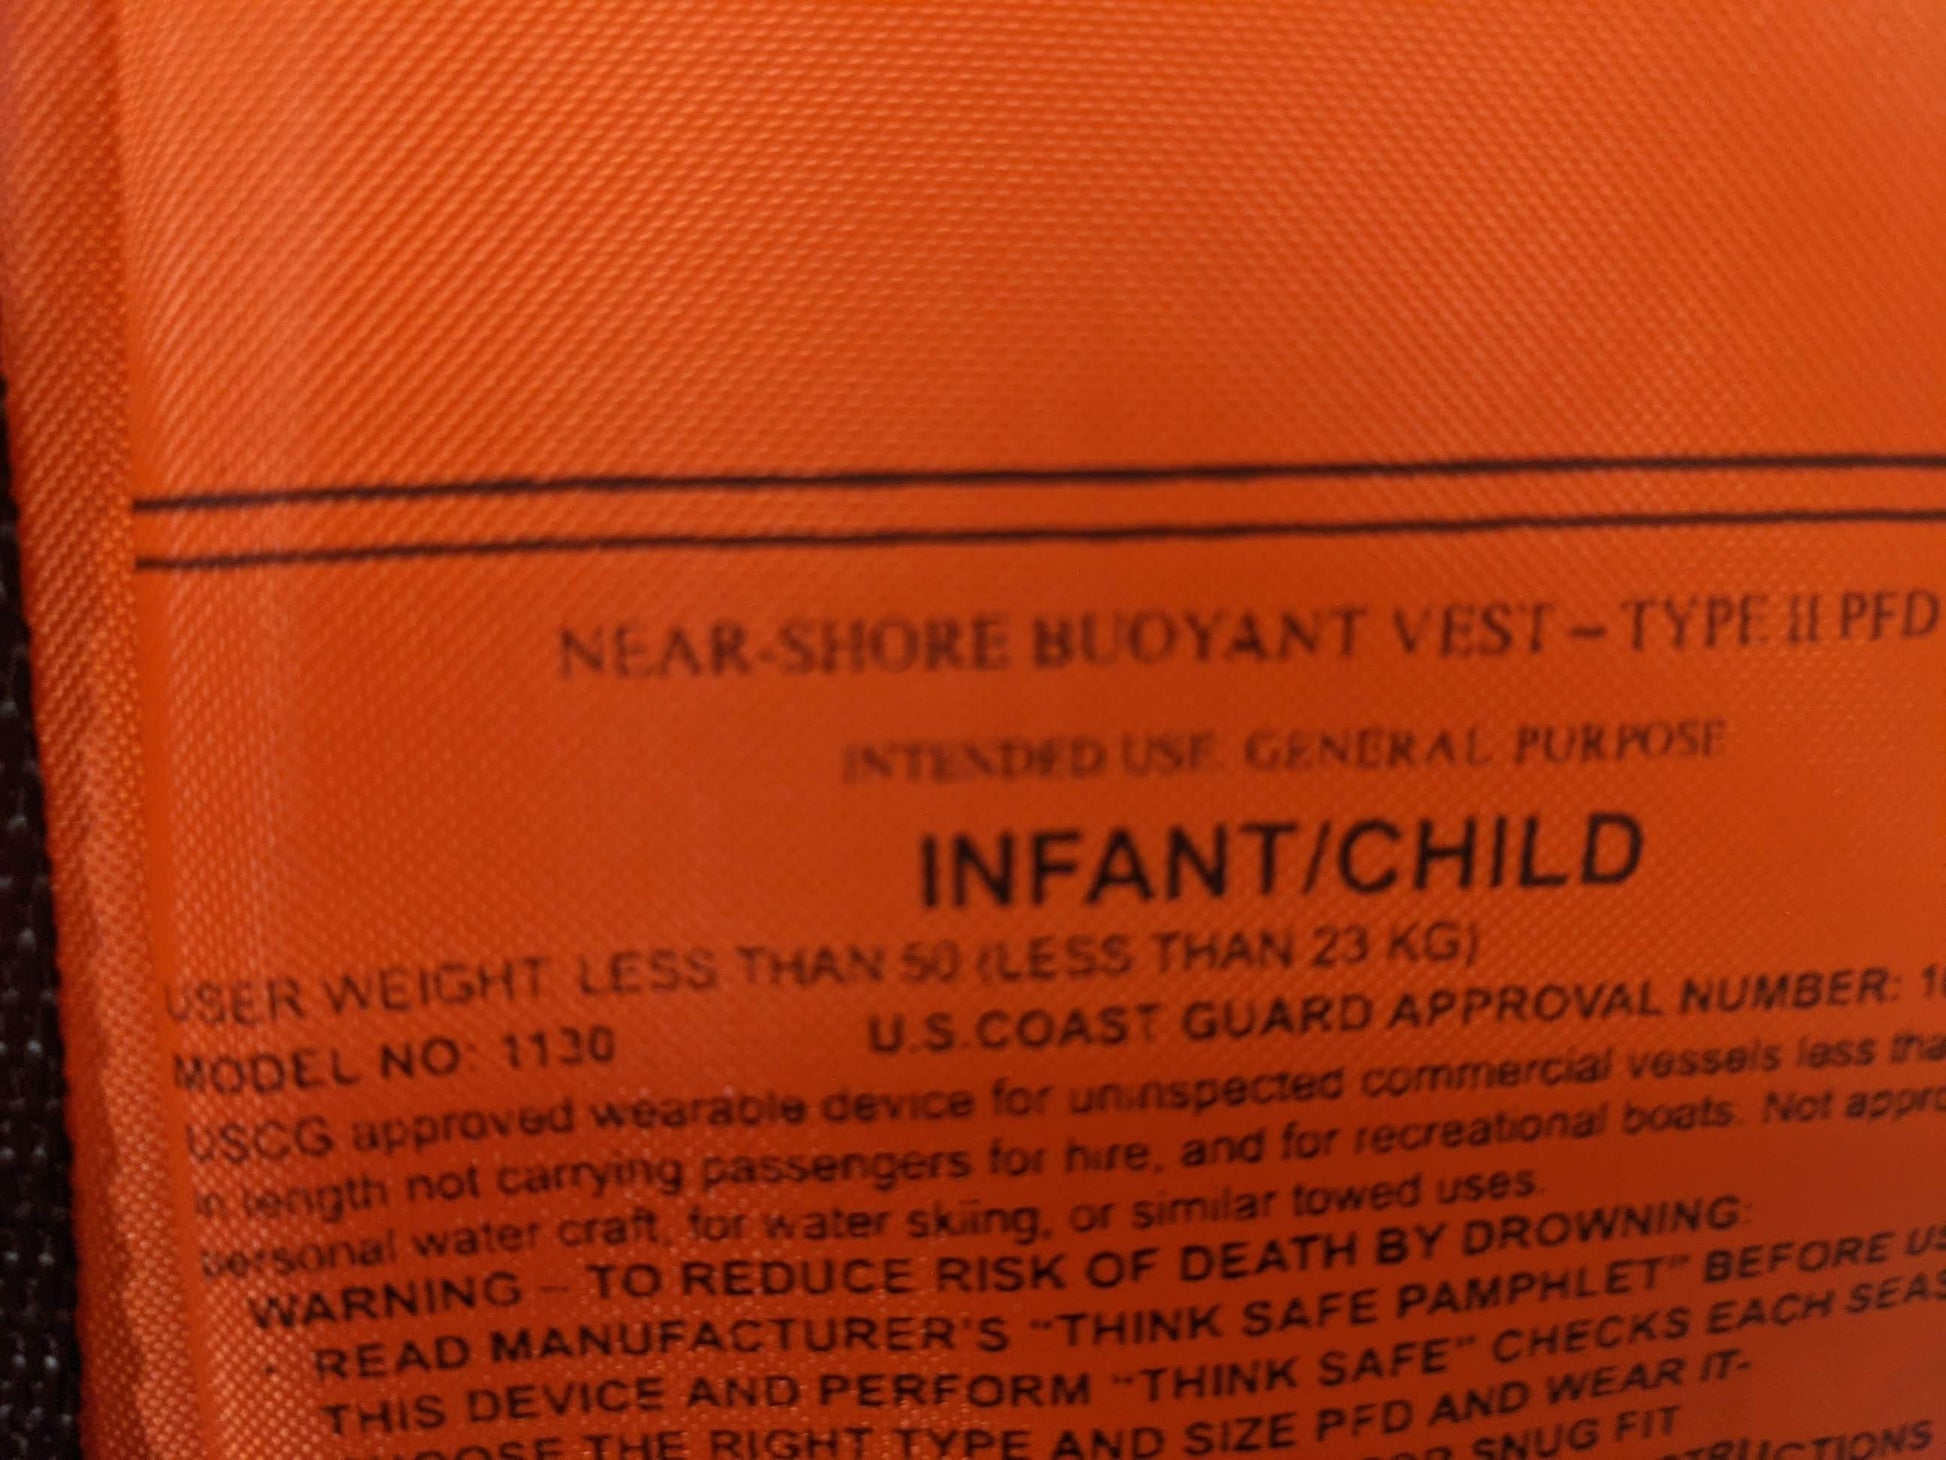 NEAR-SHORE BUOYANT VEST – TYPE II PFD
INTENDED USE GENERAL PURPOSE
INFANT/CHILD
USER WEIGHT LESS THAN 50 (LESS THAN 23 KG)
MODEL NO: 1130 U.S.COAST GUARD APPROVAL NUMBER:
USCG approved wearable device for uninspected commercial vessels less
in length not carrying passengers for hire, and for recreational boats. Not
personal water craft, for water skiing, or similar towed uses.
WARNING – TO REDUCE RISK OF DEATH BY DROWNING:
· READ MANUFACTURER'S "THINK SAFE PAMPHLET" BEFORE
THIS DEVICE AND PERFORM "THINK SAFE" CHECKS EACH
THE RIGHT TYPE AND SIZE PFD AND WEAR IT-
SNUG FIT